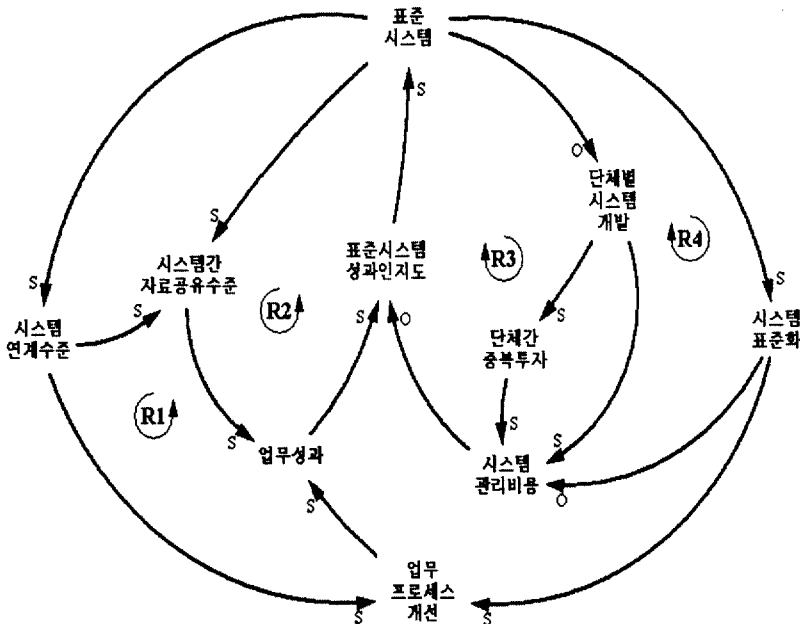 표준
시스템
S
O
단체별
시스템
개발
R4
시스템간
자료공유수준
S
표준시스템
성과인지도
R3
S
시스템
연계수준
S
S
R2
S
O
단체간
중복투자
S
시스템
표준화
R1
S
업무성과
S
S
시스템
관리비용
O
S
업무
프로세스
개선
S
S